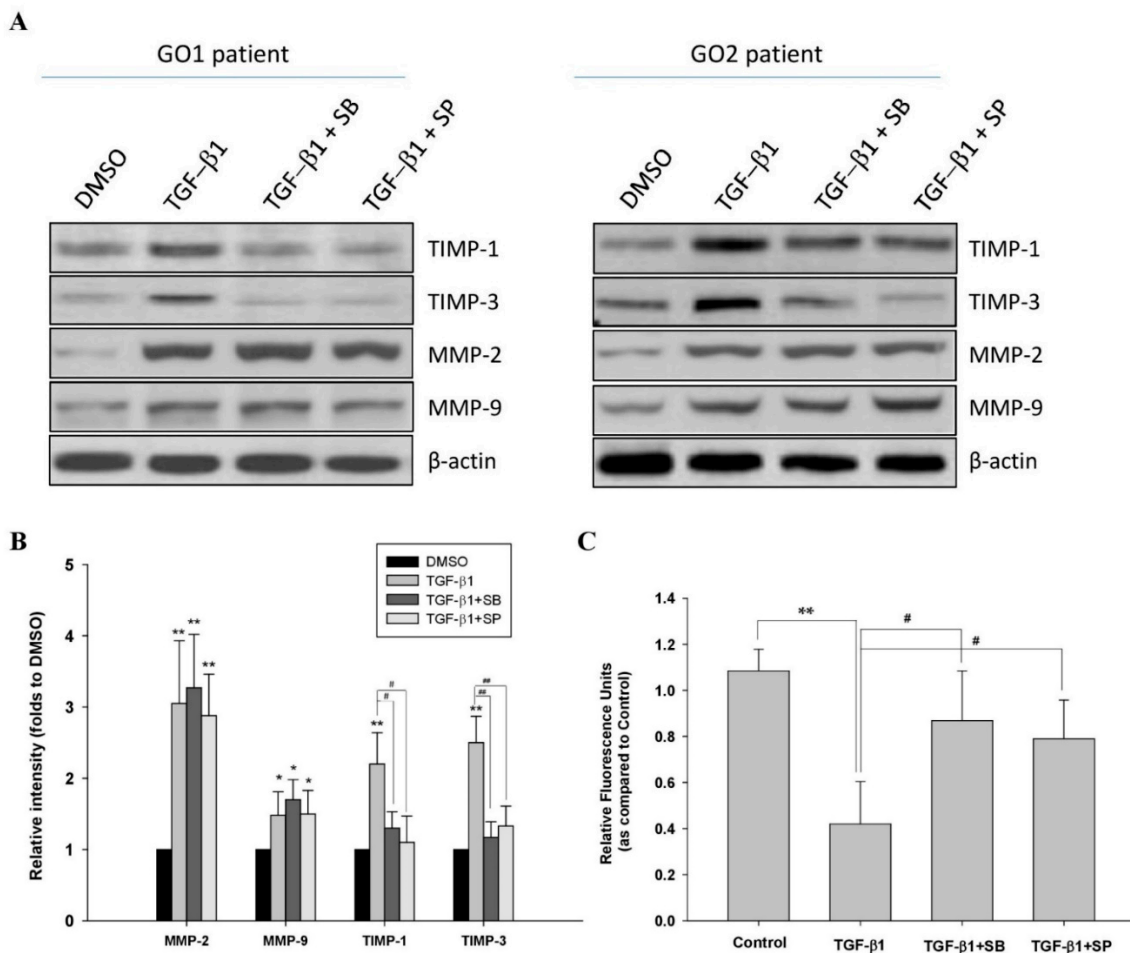 A
GO1 patient
DMSO
TGF-β1
TGF-β1 + SB
TGF-β1 + SP
TIMP-1
TIMP-3
MMP-2
MMP-9
β-actin
GO2 patient
DMSO
TGF-β1
TGF-β1 + SB
TGF-β1 + SP
TIMP-1
TIMP-3
MMP-2
MMP-9
β-actin
B
Relative intensity (folds to DMSO)
5
4
3
2
1
0
DMSO
TGF-β1
TGF-β1+SB
TGF-β1+SP
** ** **
* * *
** # #
** ## ##
MMP-2 MMP-9 TIMP-1 TIMP-3
C
Relative Fluorescence Units
(as compared to Control)
1.4
1.2
1.0
0.8
0.6
0.4
0.2
0.0
** # #
Control TGF-β1 TGF-β1+SB TGF-β1+SP